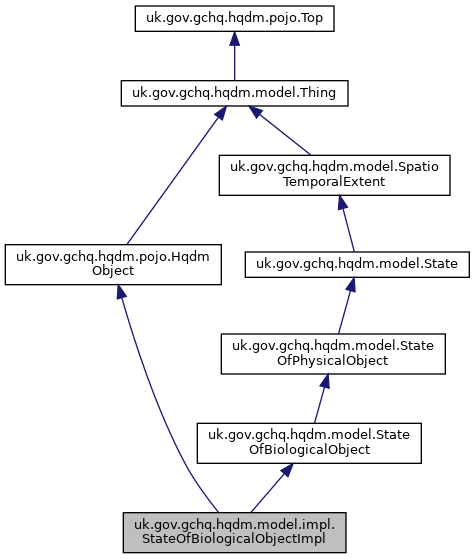 uk.gov.gchq.hqdm.pojo.Top
uk.gov.gchq.hqdm.model.Thing
uk.gov.gchq.hqdm.model.Spatio
TemporalExtent
uk.gov.gchq.hqdm.pojo.Hqdm
Object
uk.gov.gchq.hqdm.model.State
uk.gov.gchq.hqdm.model.State
OfPhysicalObject
uk.gov.gchq.hqdm.model.State
OfBiologicalObject
uk.gov.gchq.hqdm.model.impl.
StateOfBiologicalObjectImpl